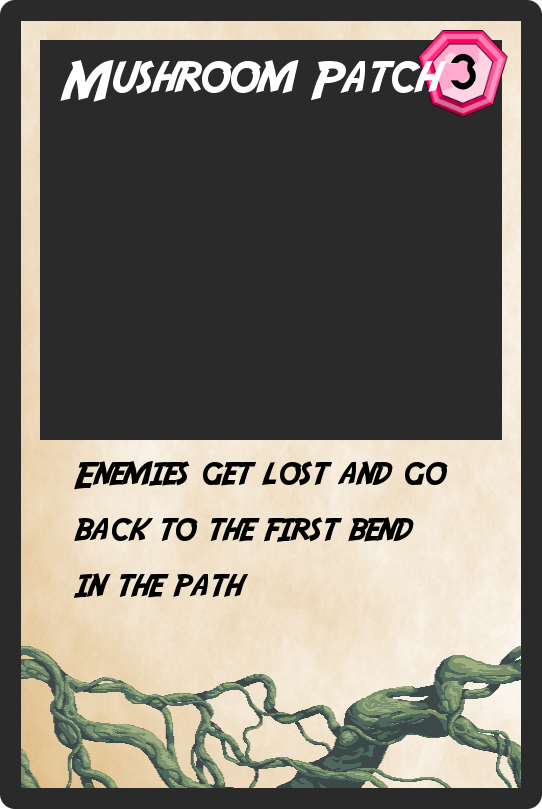 Mushroom Patch 3
Enemies get lost and go
back to the first bend
in the path